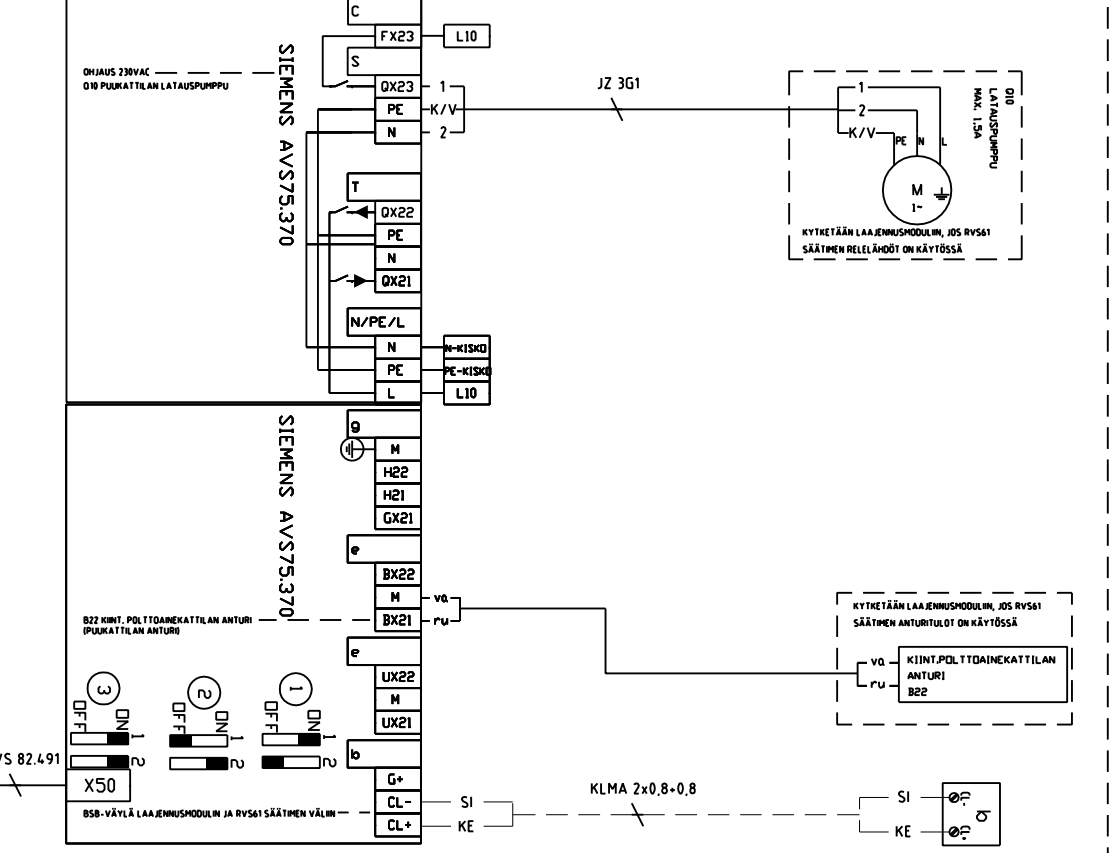 C
FX23
L10
S
QX23
1
PE
K/V
N
2
OHJAUS 230VAC
Q10 PUUKATTILAN LATAUSPUMPPU
SIEMENS AVS75.370
JZ 3G1
1
2
K/V
PE
N
L
M
1~
Q10
LATAUSPUMPPU
MAX. 1,5A
KYTKETÄÄN LAAJENNUSMODULIIN, JOS RVS61
SÄÄTIMEN RELELÄHDÖT ON KÄYTÖSSÄ
T
QX22
PE
N
QX21
N/PE/L
N
N-KISKO
PE
PE-KISKO
L
L10
SIEMENS AVS75.370
g
M
H22
H21
GX21
e
BX22
M
va
BX21
ru
B22 KIINT. POLTTOAINEKATTILAN ANTURI
(PUUKATTILAN ANTURI)
KYTKETÄÄN LAAJENNUSMODULIIN, JOS RVS61
SÄÄTIMEN ANTURITULOT ON KÄYTÖSSÄ
va
ru
KIINT.POLTTOAINEKATTILAN
ANTURI
B22
e
UX22
M
UX21
3
OFF
ON
1
2
2
OFF
ON
1
2
1
OFF
ON
1
2
VS 82.491
X50
b
G+
CL-
SI
CL+
KE
BSB-VÄYLÄ LAAJENNUSMODULIN JA RVS61 SÄÄTIMEN VÄLIIN
KLMA 2x0,8+0,8
SI
KE
CL-
CL+
b